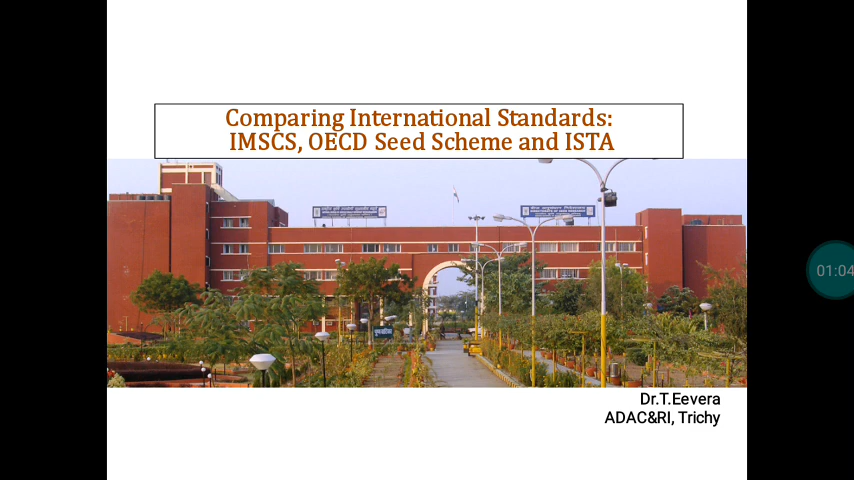 Comparing International Standards:
IMSCS, OECD Seed Scheme and ISTA
01:04
Dr.T.Eevera
ADAC&RI, Trichy